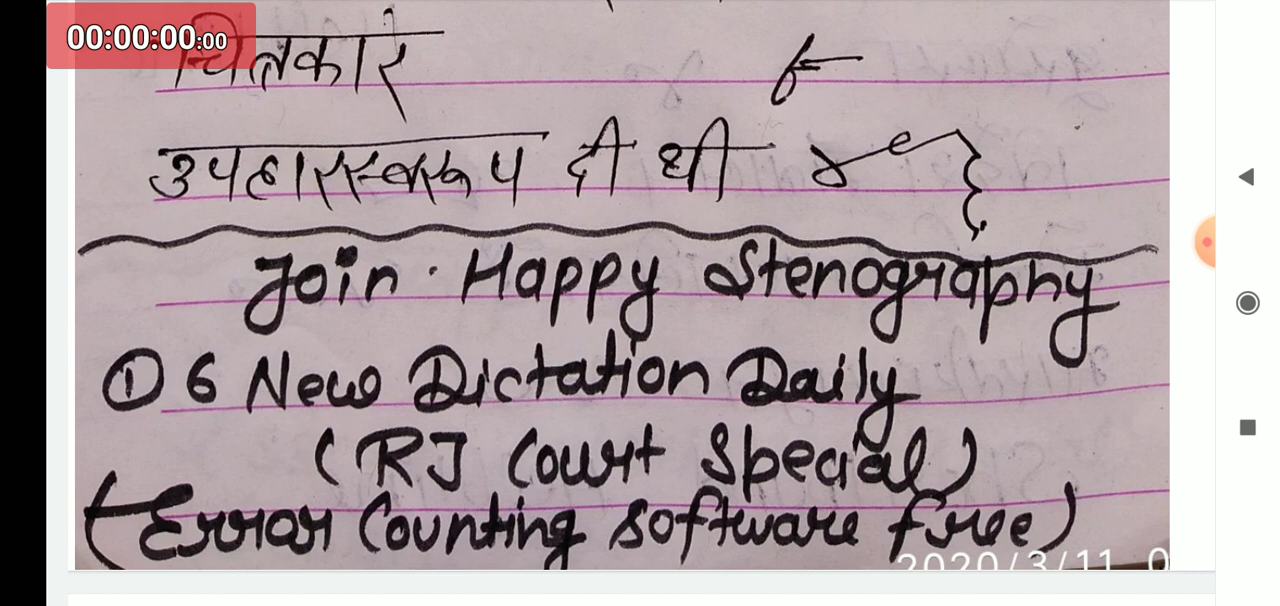 00:00:00:00
चित्रकार
उपहारस्वरूप दी थी
Join Happy Stenography
① 6 New Dictation Daily
(RJ Court Special)
(Error Counting Software free)
2020/3/11 0